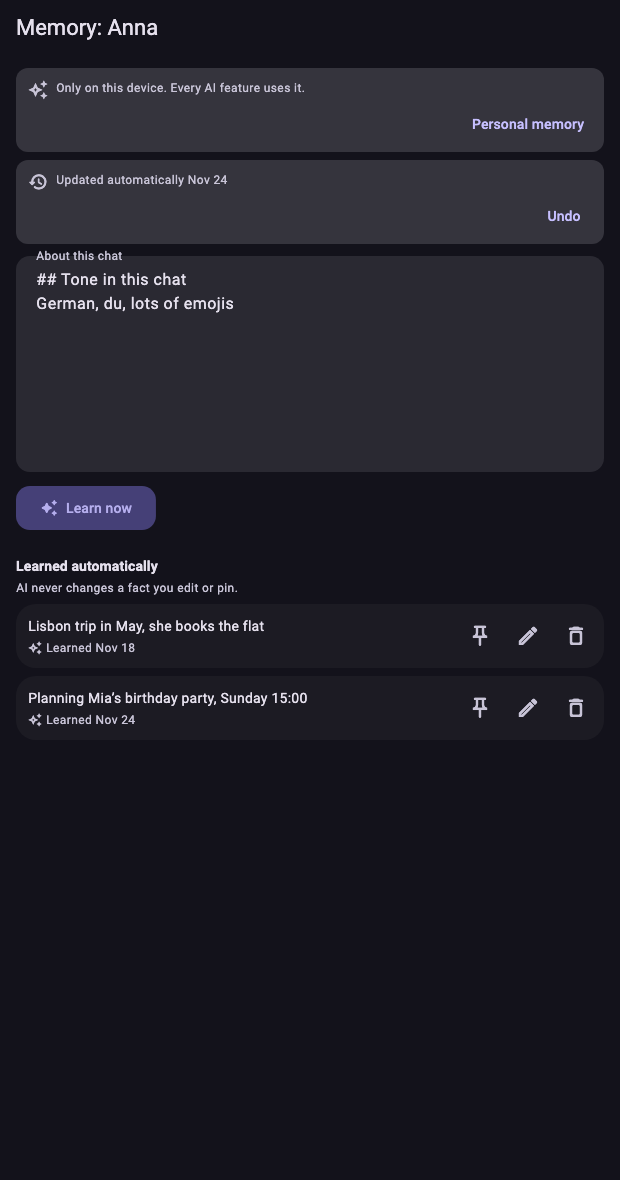 Memory: Anna
Only on this device. Every AI feature uses it.
Personal memory
Updated automatically Nov 24
Undo
About this chat
## Tone in this chat
German, du, lots of emojis
Learn now
Learned automatically
AI never changes a fact you edit or pin.
Lisbon trip in May, she books the flat
Learned Nov 18
Planning Mia’s birthday party, Sunday 15:00
Learned Nov 24